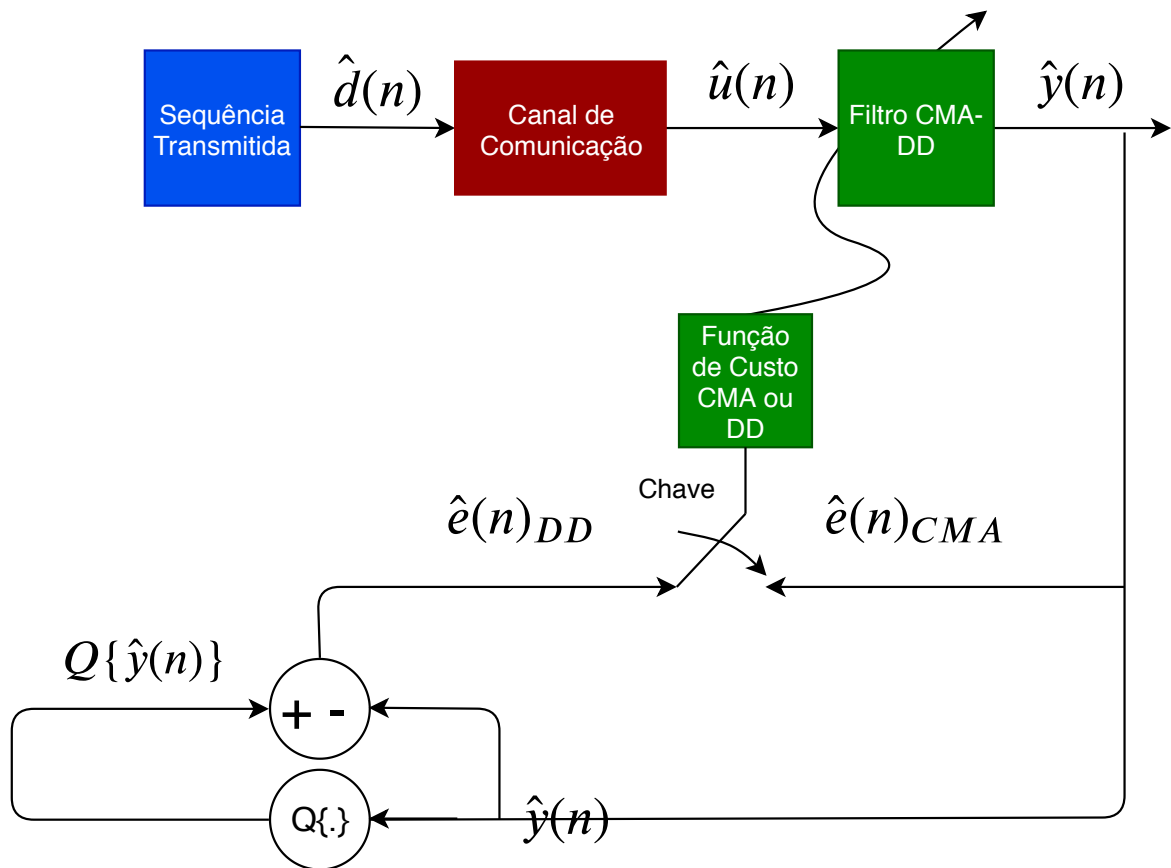 Sequência
Transmitida
d̂(n)
Canal de
Comunicação
û(n)
Filtro CMA-
DD
ŷ(n)
Função
de Custo
CMA ou
DD
Chave
ê(n)DD
ê(n)CMA
Q{ŷ(n)}
+ -
Q{.}
ŷ(n)